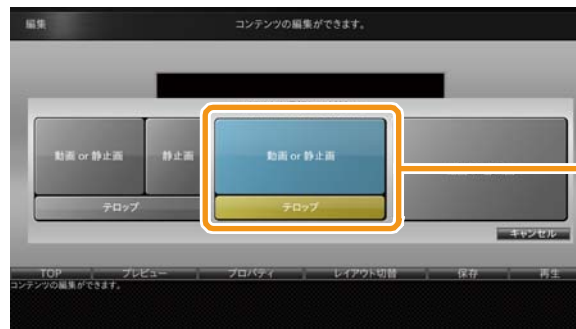 編集
コンテンツの編集ができます。
動画 or 静止画
静止画
動画 or 静止画
テロップ
テロップ
キャンセル
TOP
プレビュー
プロパティ
レイアウト切替
保存
再生
コンテンツの編集ができます。